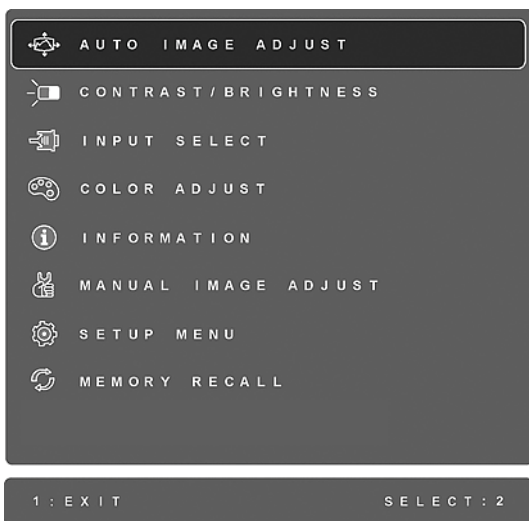 AUTO IMAGE ADJUST
CONTRAST/BRIGHTNESS
INPUT SELECT
COLOR ADJUST
INFORMATION
MANUAL IMAGE ADJUST
SETUP MENU
MEMORY RECALL
1:EXIT SELECT:2